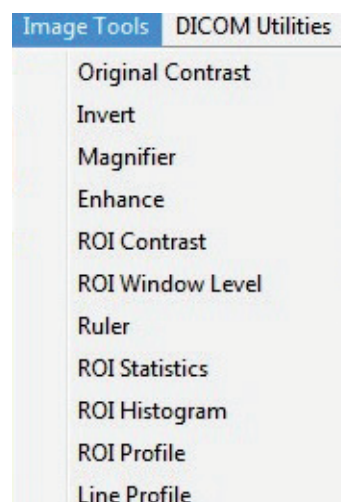 Image Tools DICOM Utilities
Original Contrast
Invert
Magnifier
Enhance
ROI Contrast
ROI Window Level
Ruler
ROI Statistics
ROI Histogram
ROI Profile
Line Profile